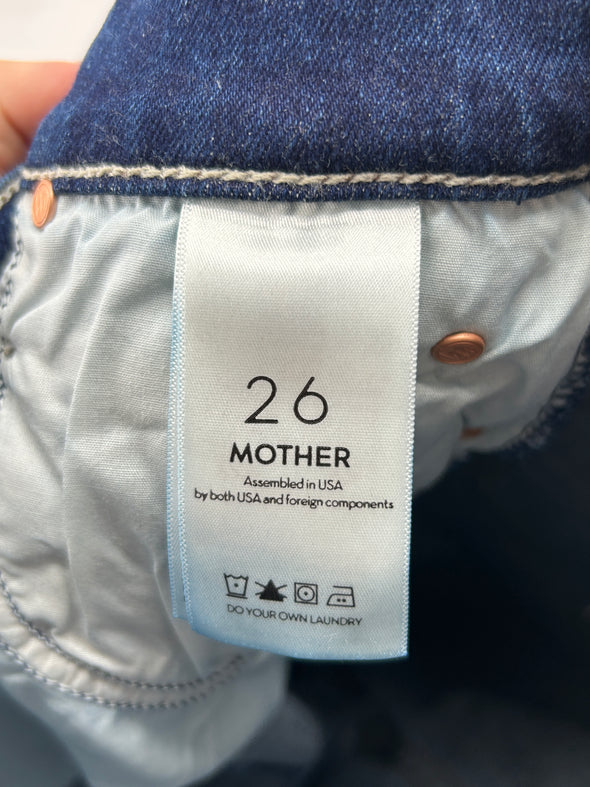 26
MOTHER
Assembled in USA
by both USA and foreign components
DO YOUR OWN LAUNDRY